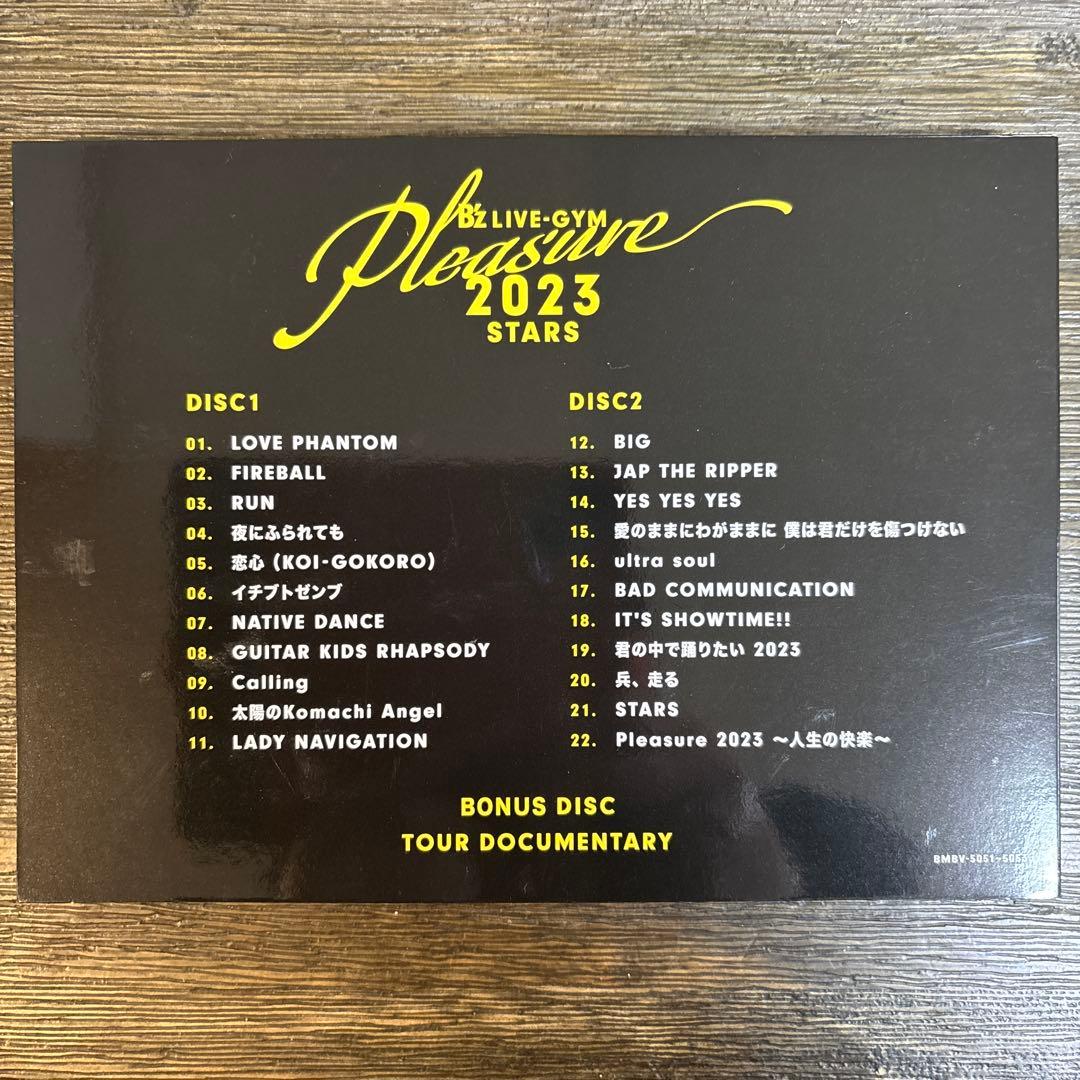 B'z LIVE-GYM
Pleasure
2023
STARS
DISC1
01. LOVE PHANTOM
02. FIREBALL
03. RUN
04. 夜にふられても
05. 恋心 (KOI-GOKORO)
06. イチブトゼンブ
07. NATIVE DANCE
08. GUITAR KIDS RHAPSODY
09. Calling
10. 太陽のKomachi Angel
11. LADY NAVIGATION
DISC2
12. BIG
13. JAP THE RIPPER
14. YES YES YES
15. 愛のままにわがままに 僕は君だけを傷つけない
16. ultra soul
17. BAD COMMUNICATION
18. IT'S SHOWTIME!!
19. 君の中で踊りたい 2023
20. 兵、走る
21. STARS
22. Pleasure 2023 〜人生の快楽〜
BONUS DISC
TOUR DOCUMENTARY
BMBV-5051~5053